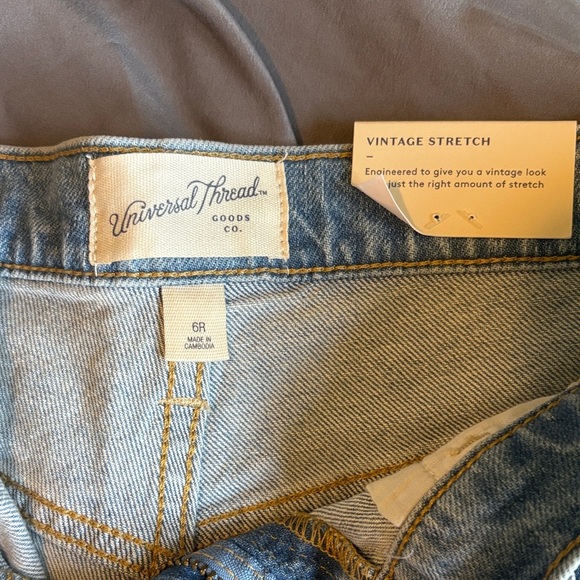 Universal Thread™
GOODS
CO.
6R
MADE IN
CAMBODIA
VINTAGE STRETCH
–
Engineered to give you a vintage look
just the right amount of stretch